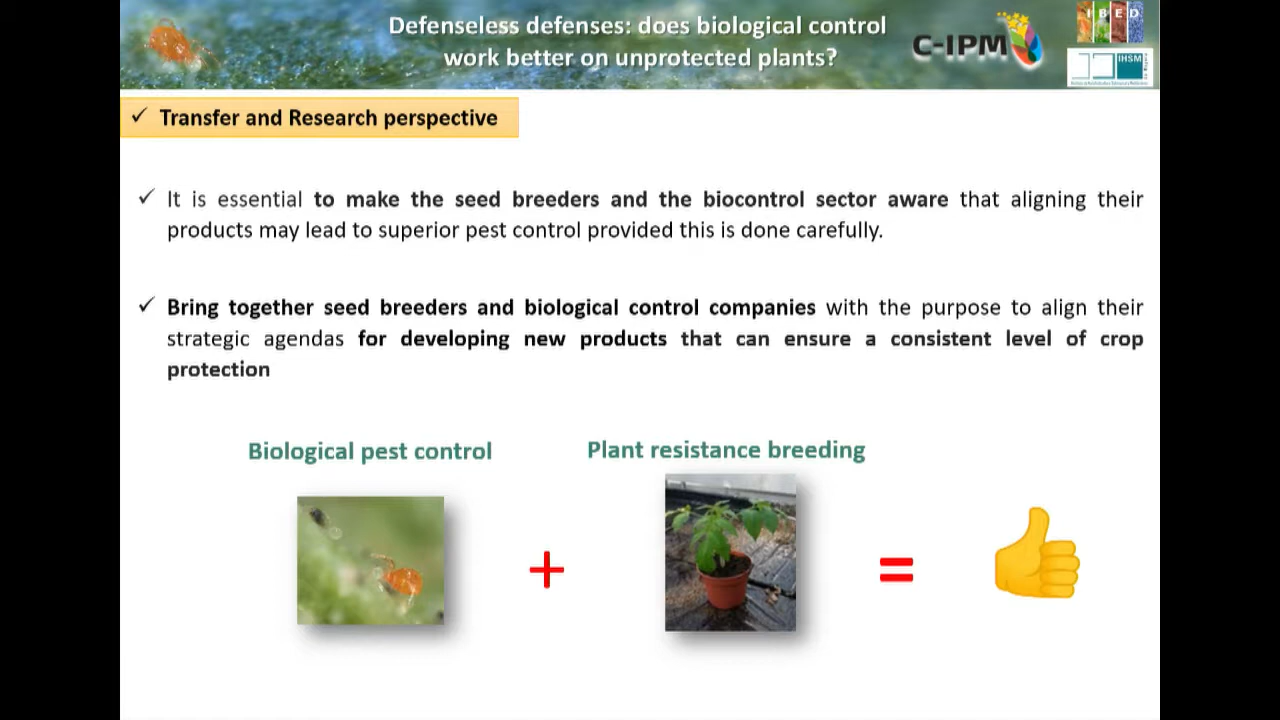 Defenseless defenses: does biological control
work better on unprotected plants?
C-IPM
IBED
IHSM
✓ Transfer and Research perspective
✓ It is essential to make the seed breeders and the biocontrol sector aware that aligning their
products may lead to superior pest control provided this is done carefully.
✓ Bring together seed breeders and biological control companies with the purpose to align their
strategic agendas for developing new products that can ensure a consistent level of crop
protection
Biological pest control
Plant resistance breeding
+
=